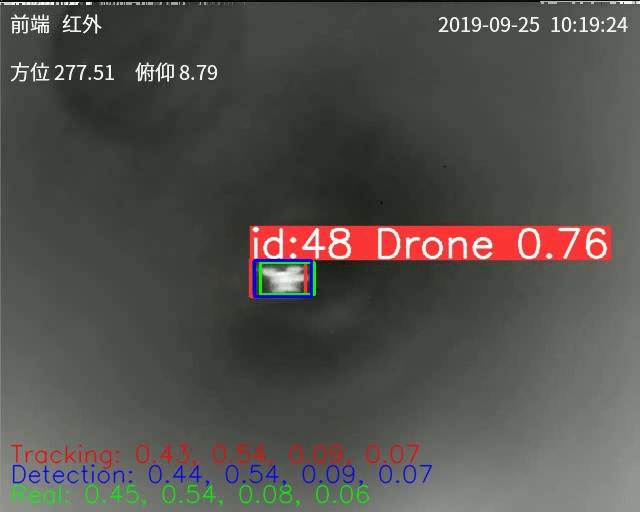 前端 红外 2019-09-25 10:19:24
方位 277.51 俯仰 8.79
id:48 Drone 0.76
Tracking: 0.43, 0.54, 0.09, 0.07
Detection: 0.44, 0.54, 0.09, 0.07
Real: 0.45, 0.54, 0.08, 0.06